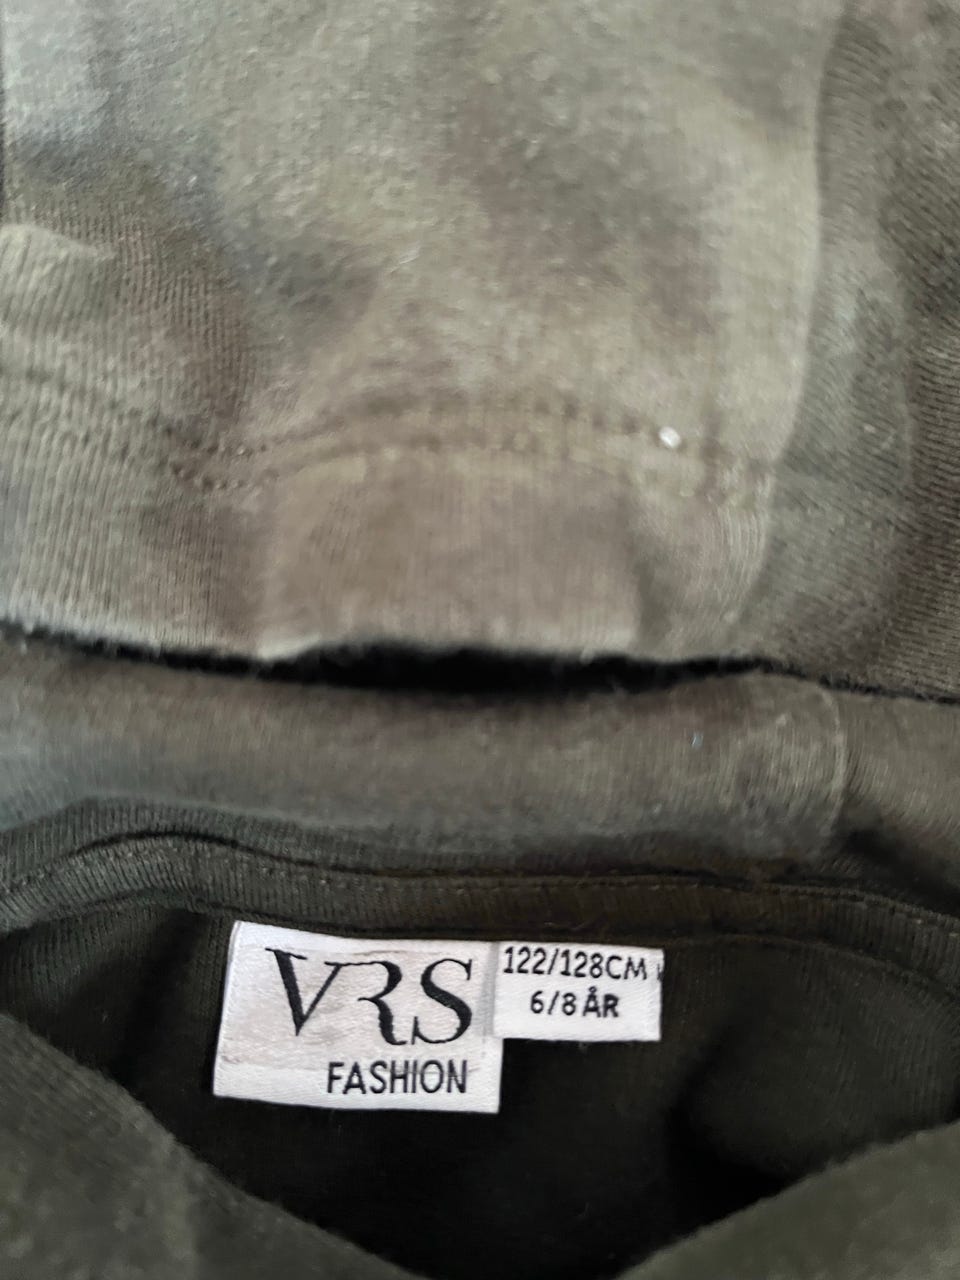 VRS
FASHION
122/128CM
6/8 ÅR